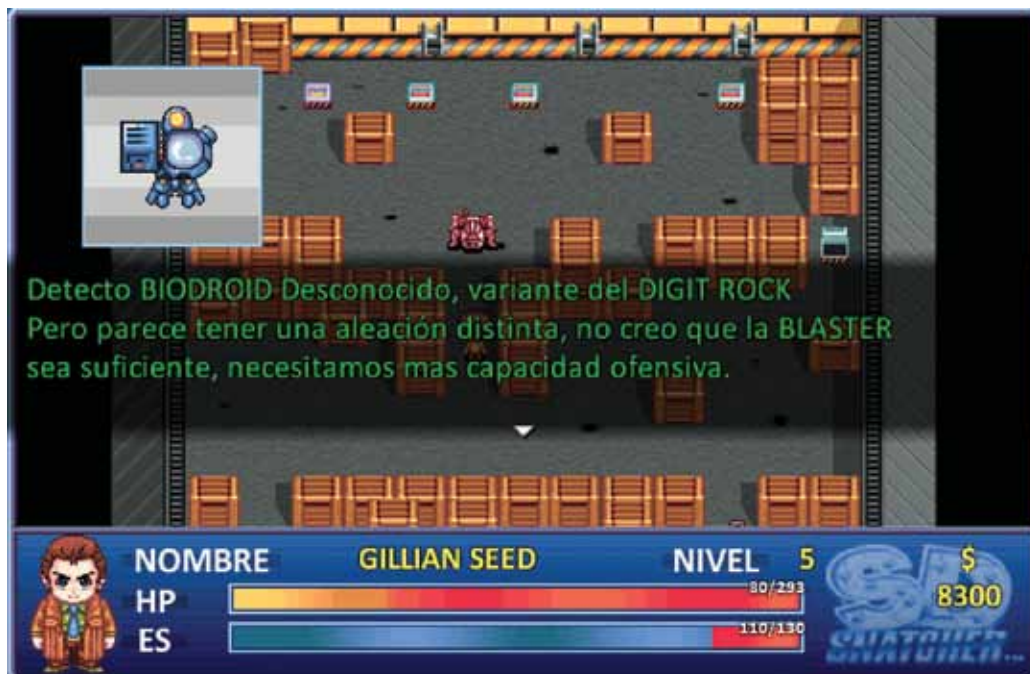 Detecto BIODROID Desconocido, variante del DIGIT ROCK
Pero parece tener una aleación distinta, no creo que la BLASTER
sea suficiente, necesitamos mas capacidad ofensiva.
NOMBRE GILLIAN SEED NIVEL 5 $
HP 80/293 8300
ES 110/130
SD
SNATCHER...